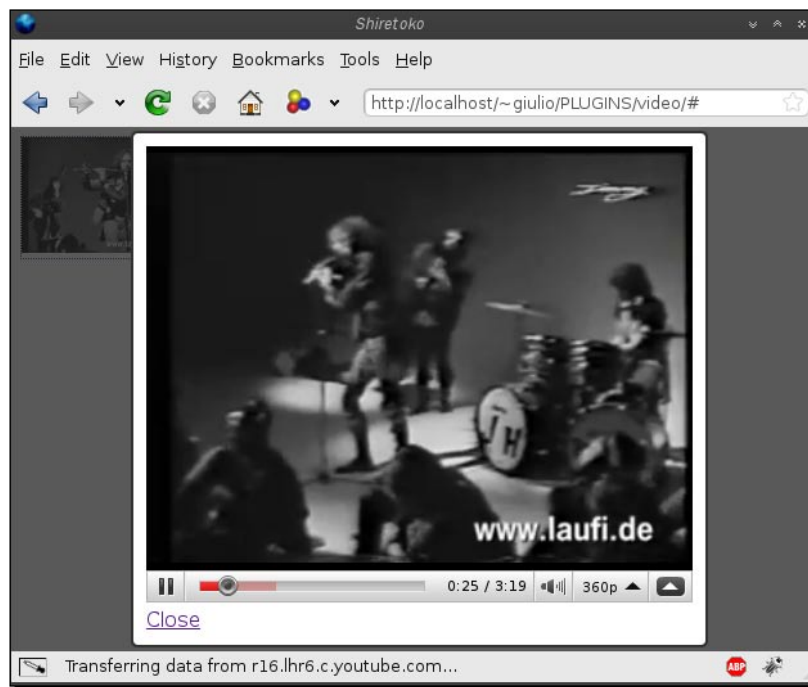 Shiretoko
File Edit View History Bookmarks Tools Help
http://localhost/~giulio/PLUGINS/video/#
JH
www.laufi.de
0:25 / 3:19 360p
Close
Transferring data from r16.lhr6.c.youtube.com...
ABP